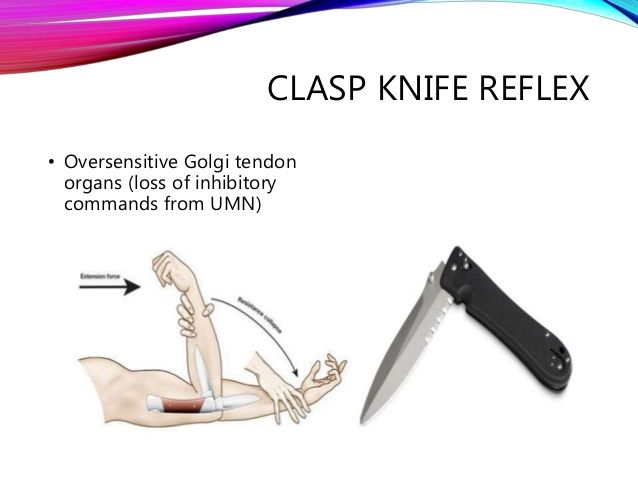 CLASP KNIFE REFLEX
• Oversensitive Golgi tendon
organs (loss of inhibitory
commands from UMN)
Extension force
Resistance collapse